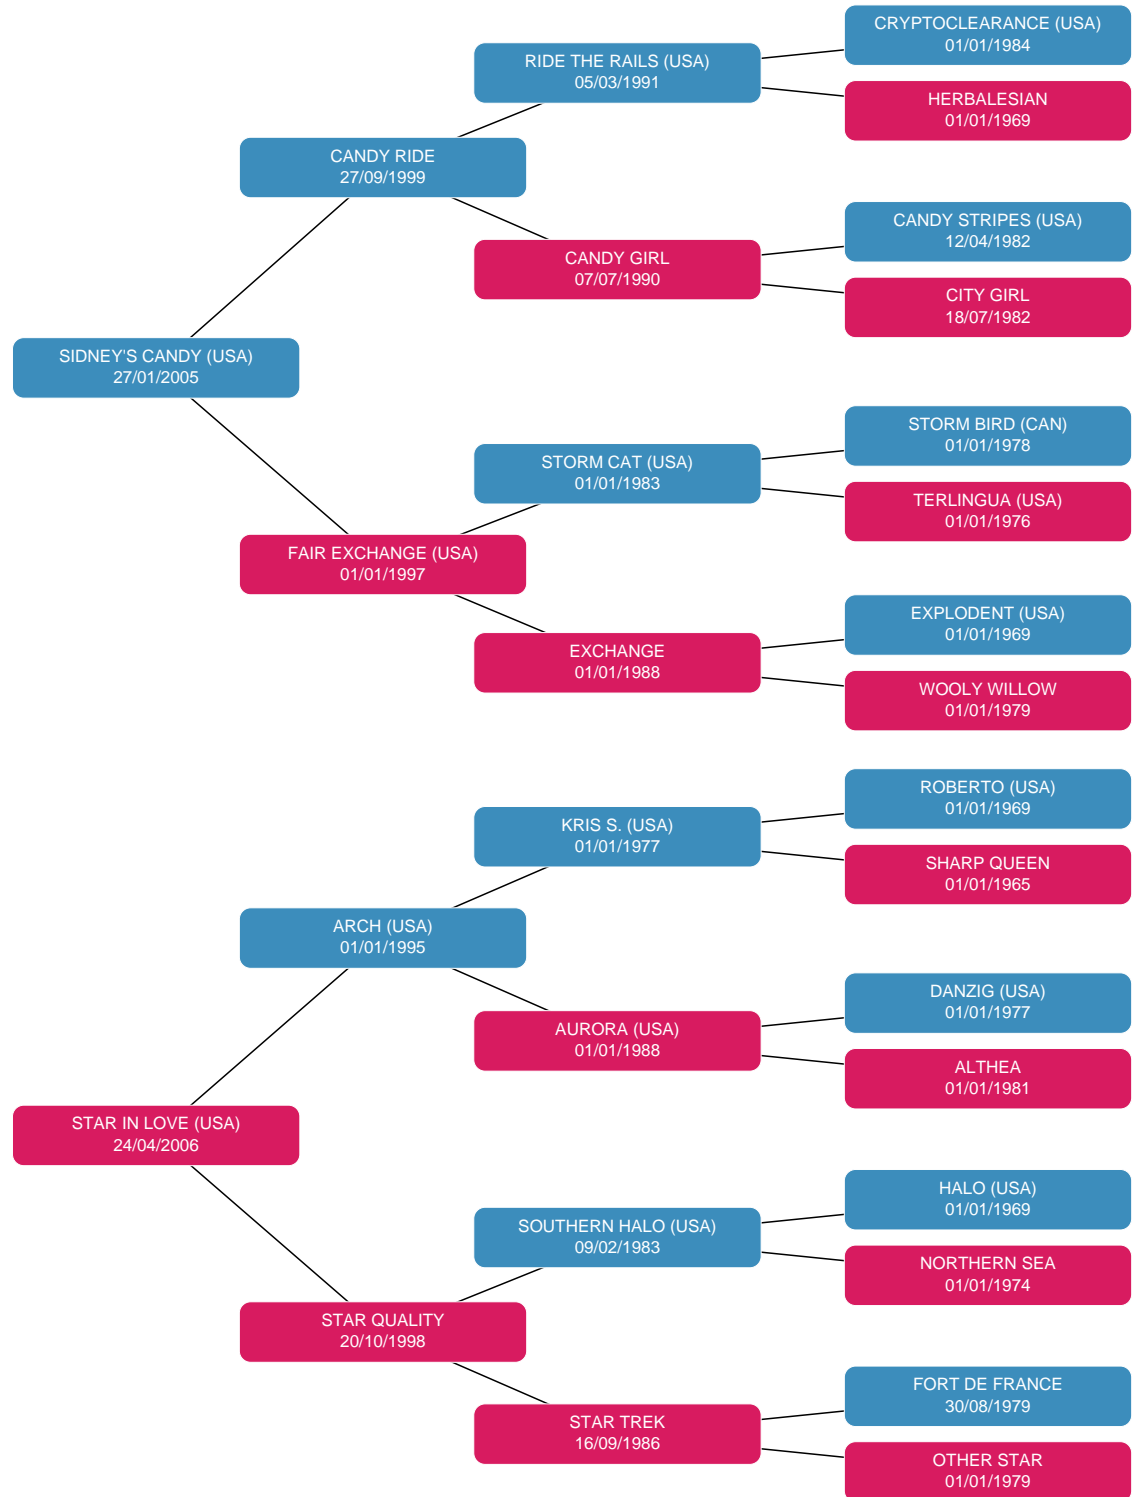 CRYPTOCLEARANCE (USA)
01/01/1984
RIDE THE RAILS (USA)
05/03/1991
HERBALESIAN
01/01/1969
CANDY RIDE
27/09/1999
CANDY STRIPES (USA)
12/04/1982
CANDY GIRL
07/07/1990
CITY GIRL
18/07/1982
SIDNEY'S CANDY (USA)
27/01/2005
STORM BIRD (CAN)
01/01/1978
STORM CAT (USA)
01/01/1983
TERLINGUA (USA)
01/01/1976
FAIR EXCHANGE (USA)
01/01/1997
EXPLODENT (USA)
01/01/1969
EXCHANGE
01/01/1988
WOOLY WILLOW
01/01/1979
ROBERTO (USA)
01/01/1969
KRIS S. (USA)
01/01/1977
SHARP QUEEN
01/01/1965
ARCH (USA)
01/01/1995
DANZIG (USA)
01/01/1977
AURORA (USA)
01/01/1988
ALTHEA
01/01/1981
STAR IN LOVE (USA)
24/04/2006
HALO (USA)
01/01/1969
SOUTHERN HALO (USA)
09/02/1983
NORTHERN SEA
01/01/1974
STAR QUALITY
20/10/1998
FORT DE FRANCE
30/08/1979
STAR TREK
16/09/1986
OTHER STAR
01/01/1979